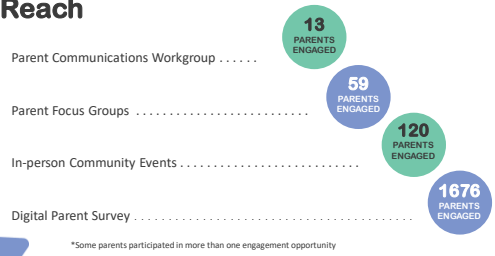 Reach
13
PARENTS
ENGAGED
Parent Communications Workgroup . . . . . .
59
PARENTS
ENGAGED
Parent Focus Groups . . . . . . . . . . . . . . . . . . . . . . . . . .
120
PARENTS
ENGAGED
In-person Community Events . . . . . . . . . . . . . . . . . . . . . . . . . . .
1676
PARENTS
ENGAGED
Digital Parent Survey . . . . . . . . . . . . . . . . . . . . . . . . . . . . . . . . . . . . . . . . .
*Some parents participated in more than one engagement opportunity